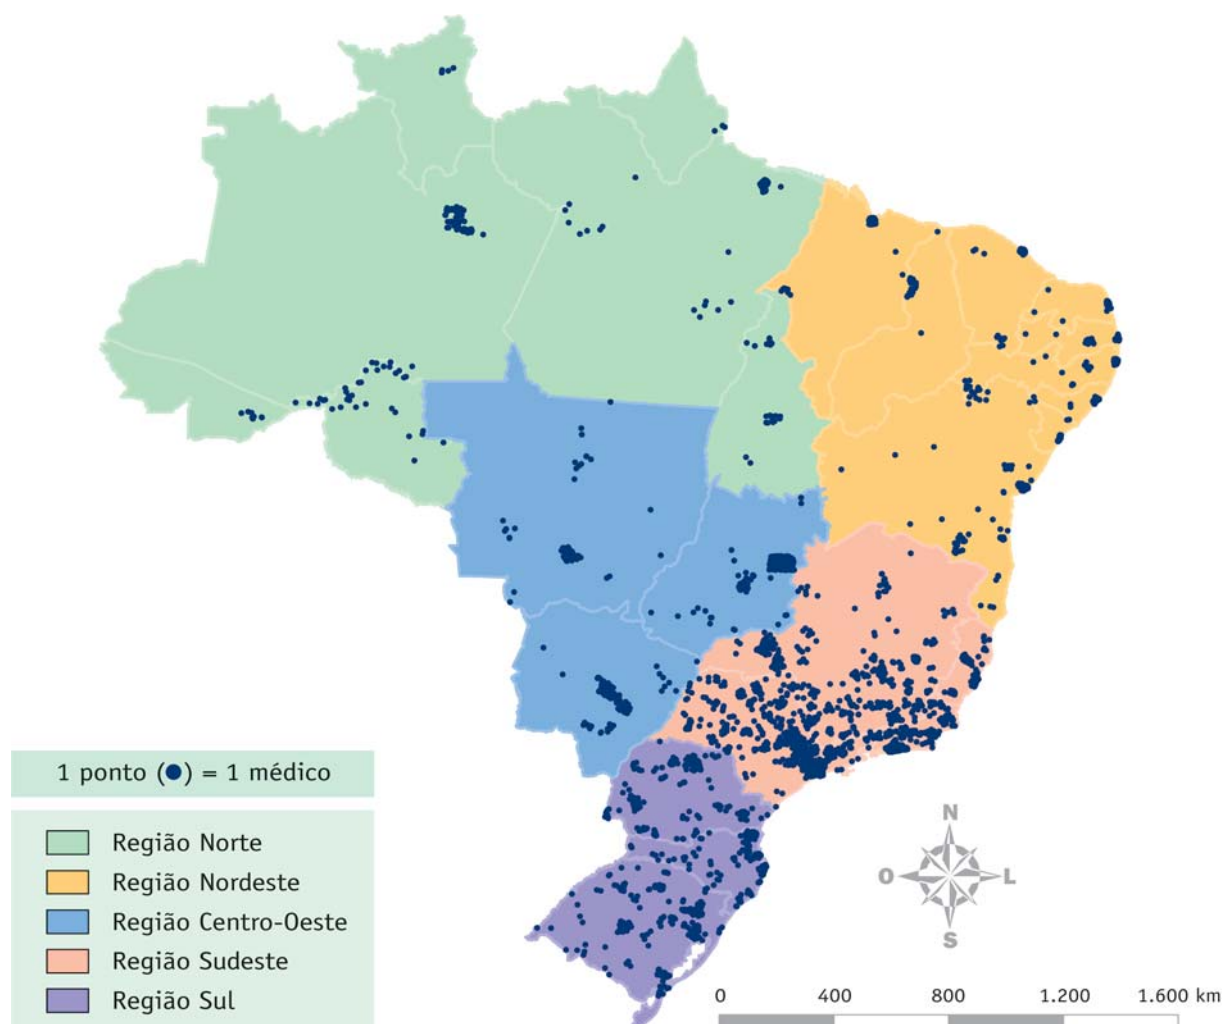 1 ponto (●) = 1 médico
Região Norte
Região Nordeste
Região Centro-Oeste
Região Sudeste
Região Sul
N
O
L
S
0 400 800 1.200 1.600 km